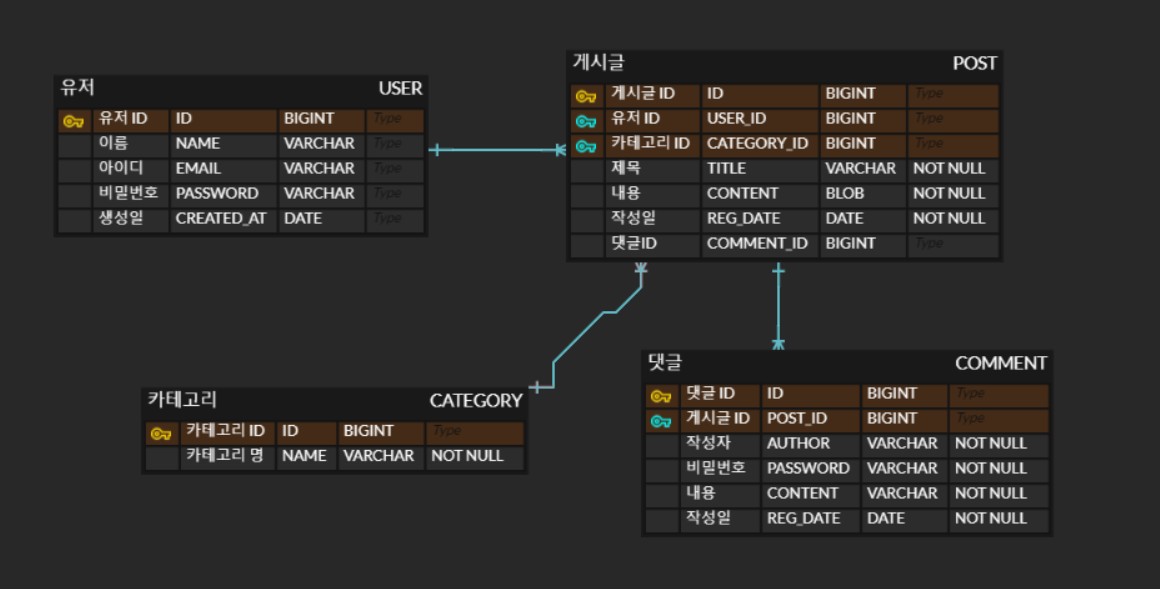 유저 USER
유저 ID ID BIGINT Type
이름 NAME VARCHAR Type
아이디 EMAIL VARCHAR Type
비밀번호 PASSWORD VARCHAR Type
생성일 CREATED_AT DATE Type
게시글 POST
게시글 ID ID BIGINT Type
유저 ID USER_ID BIGINT Type
카테고리 ID CATEGORY_ID BIGINT Type
제목 TITLE VARCHAR NOT NULL
내용 CONTENT BLOB NOT NULL
작성일 REG_DATE DATE NOT NULL
댓글ID COMMENT_ID BIGINT Type
카테고리 CATEGORY
카테고리 ID ID BIGINT Type
카테고리 명 NAME VARCHAR NOT NULL
댓글 COMMENT
댓글 ID ID BIGINT Type
게시글 ID POST_ID BIGINT Type
작성자 AUTHOR VARCHAR NOT NULL
비밀번호 PASSWORD VARCHAR NOT NULL
내용 CONTENT VARCHAR NOT NULL
작성일 REG_DATE DATE NOT NULL